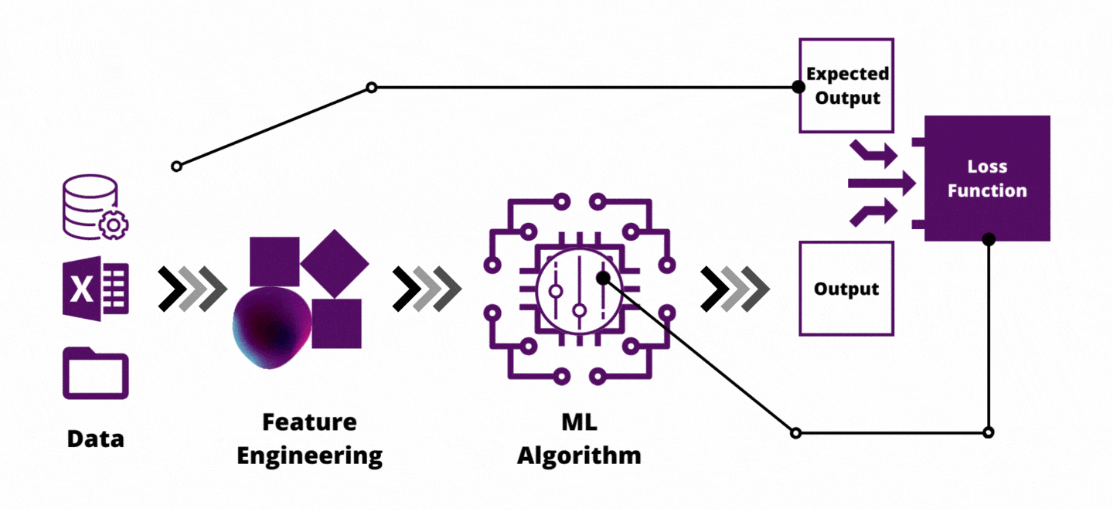 Expected
Output
Loss
Function
X
Output
Data
Feature
Engineering
ML
Algorithm